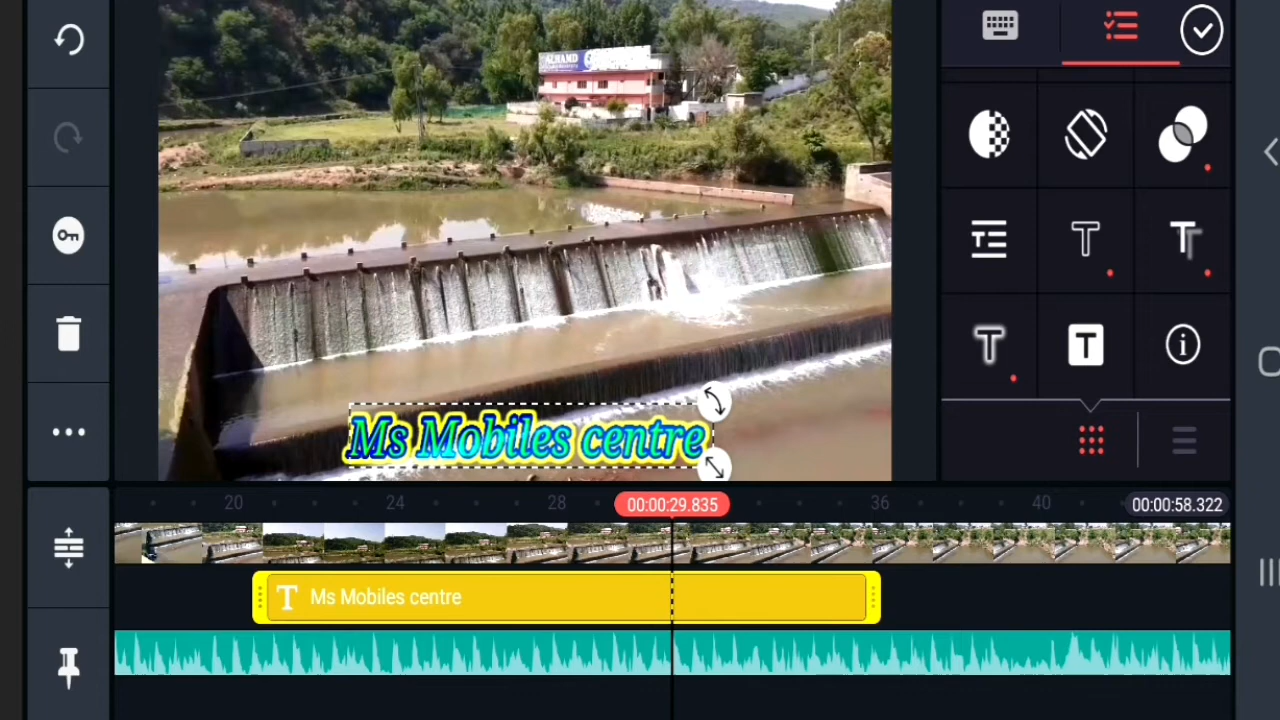 ALHAMD
Ms Mobiles centre
20
24
28
00:00:29.835
36
40
00:00:58.322
T Ms Mobiles centre